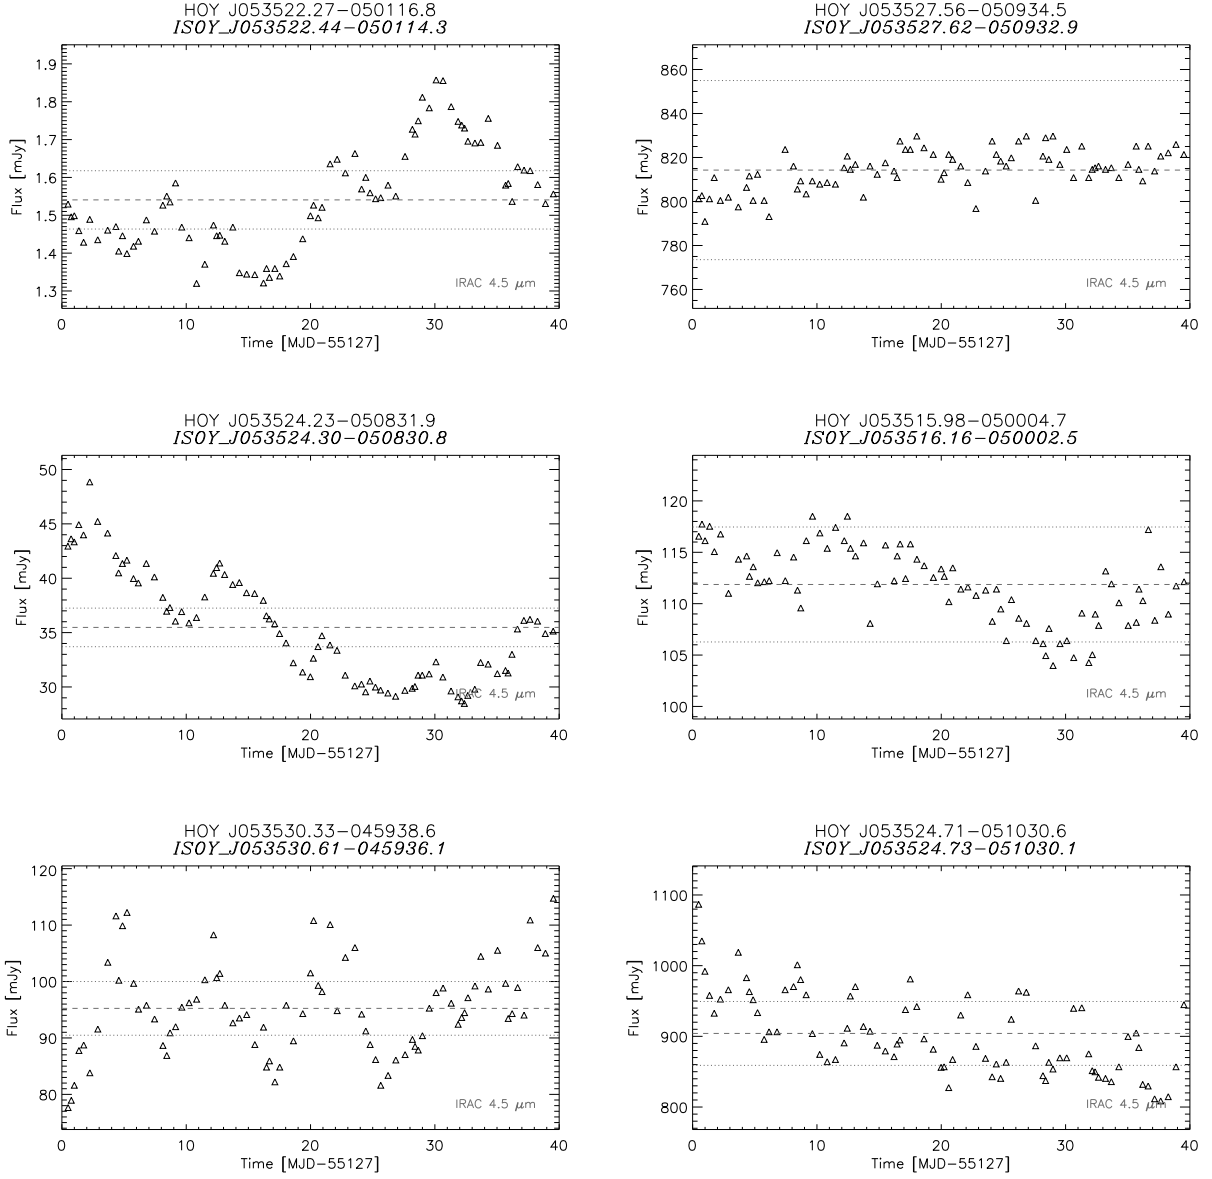 HOY J053522.27−050116.8
ISOY_J053522.44−050114.3
1.9
1.8
1.7
1.6
1.5
1.4
1.3
Flux [mJy]
IRAC 4.5 μm
0 10 20 30 40
Time [MJD−55127]
HOY J053527.56−050934.5
ISOY_J053527.62−050932.9
860
840
820
800
780
760
Flux [mJy]
IRAC 4.5 μm
0 10 20 30 40
Time [MJD−55127]
HOY J053524.23−050831.9
ISOY_J053524.30−050830.8
50
45
40
35
30
Flux [mJy]
IRAC 4.5 μm
0 10 20 30 40
Time [MJD−55127]
HOY J053515.98−050004.7
ISOY_J053516.16−050002.5
120
115
110
105
100
Flux [mJy]
IRAC 4.5 μm
0 10 20 30 40
Time [MJD−55127]
HOY J053530.33−045938.6
ISOY_J053530.61−045936.1
120
110
100
90
80
Flux [mJy]
IRAC 4.5 μm
0 10 20 30 40
Time [MJD−55127]
HOY J053524.71−051030.6
ISOY_J053524.73−051030.1
1100
1000
900
800
Flux [mJy]
IRAC 4.5 μm
0 10 20 30 40
Time [MJD−55127]